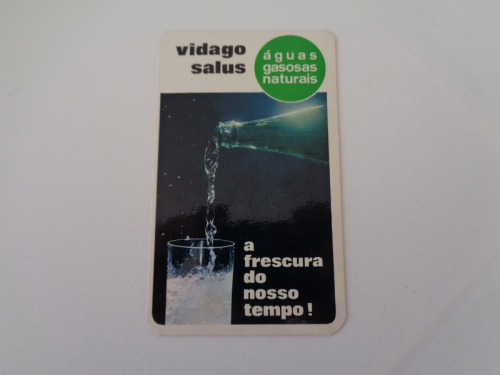 vidago
salus
águas
gasosas
naturais
a
frescura
do
nosso
tempo!